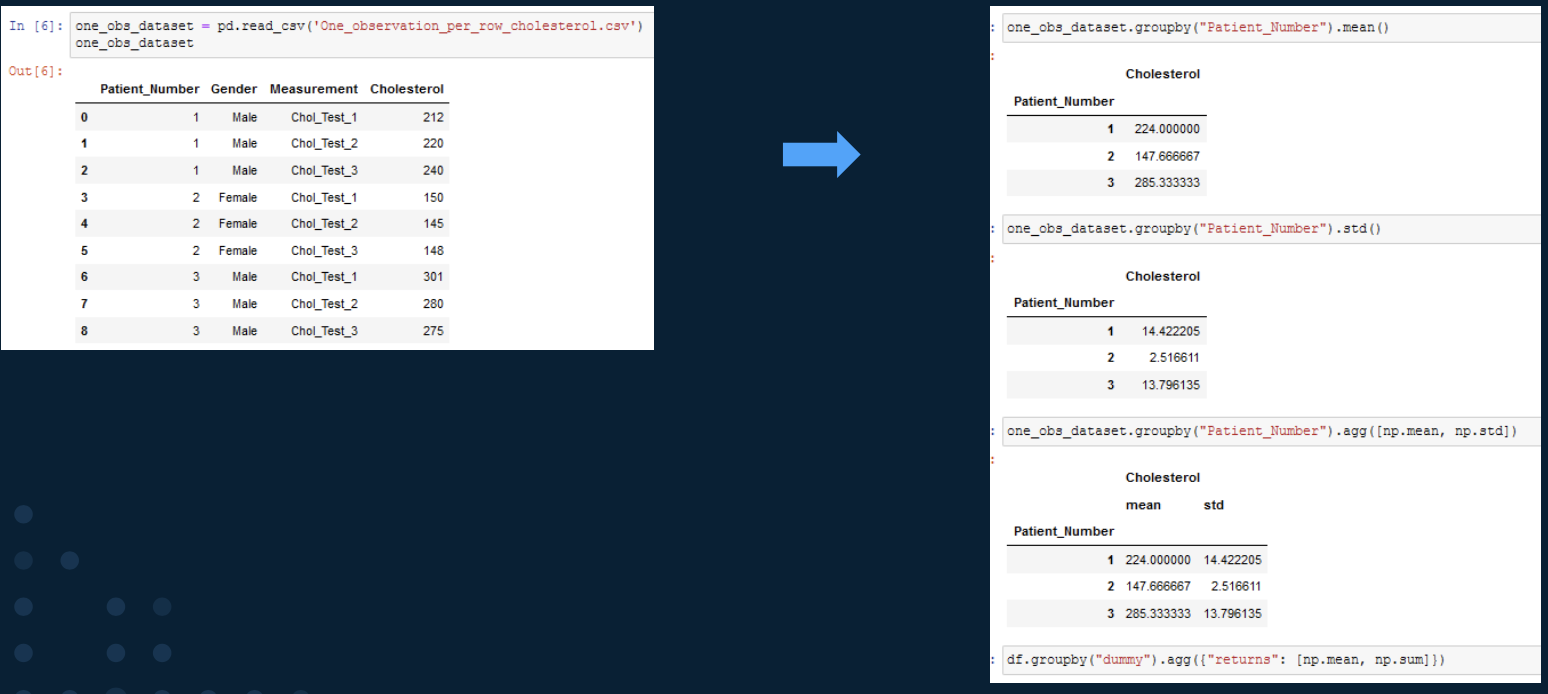 In [6]: one_obs_dataset = pd.read_csv('One_observation_per_row_cholesterol.csv')
one_obs_dataset
Out[6]:
Patient_Number Gender Measurement Cholesterol
0 1 Male Chol_Test_1 212
1 1 Male Chol_Test_2 220
2 1 Male Chol_Test_3 240
3 2 Female Chol_Test_1 150
4 2 Female Chol_Test_2 145
5 2 Female Chol_Test_3 148
6 3 Male Chol_Test_1 301
7 3 Male Chol_Test_2 280
8 3 Male Chol_Test_3 275
: one_obs_dataset.groupby("Patient_Number").mean()
:
Cholesterol
Patient_Number
1 224.000000
2 147.666667
3 285.333333
: one_obs_dataset.groupby("Patient_Number").std()
:
Cholesterol
Patient_Number
1 14.422205
2 2.516611
3 13.796135
: one_obs_dataset.groupby("Patient_Number").agg([np.mean, np.std])
:
Cholesterol
mean std
Patient_Number
1 224.000000 14.422205
2 147.666667 2.516611
3 285.333333 13.796135
: df.groupby("dummy").agg({"returns": [np.mean, np.sum]})